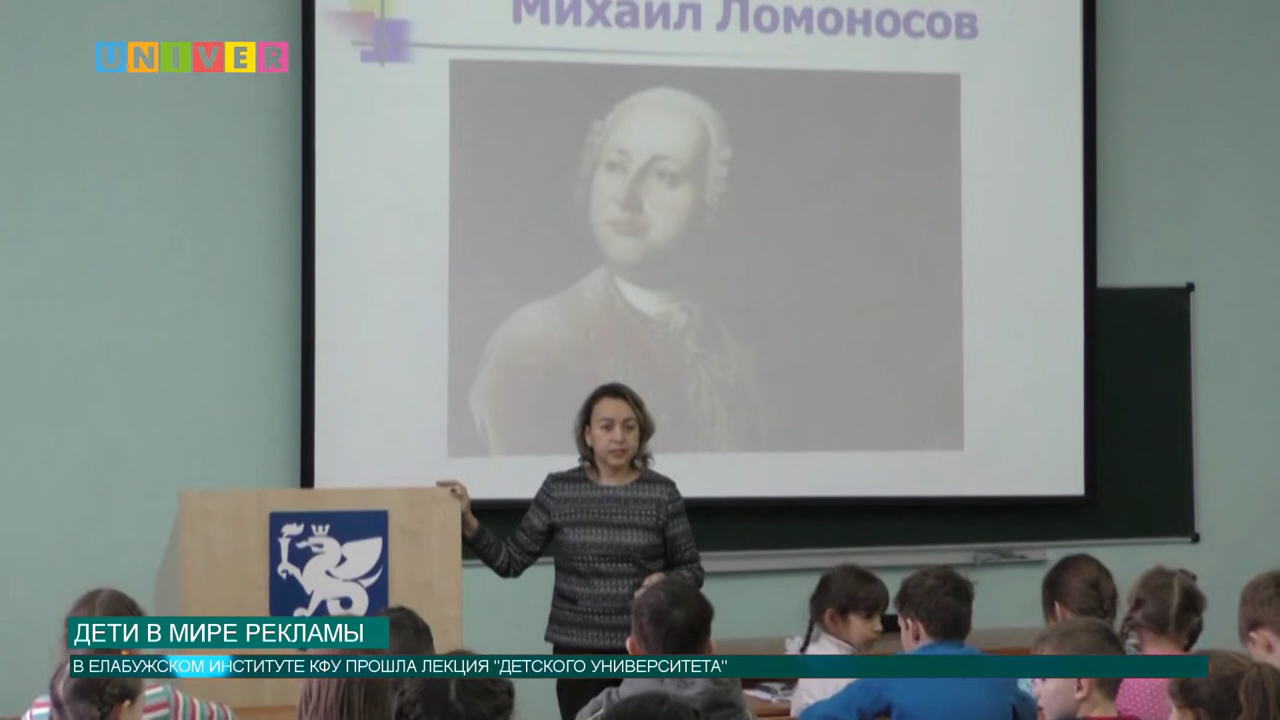 Михаил Ломоносов
UNIVER
ДЕТИ В МИРЕ РЕКЛАМЫ
В ЕЛАБУЖСКОМ ИНСТИТУТЕ КФУ ПРОШЛА ЛЕКЦИЯ "ДЕТСКОГО УНИВЕРСИТЕТА"